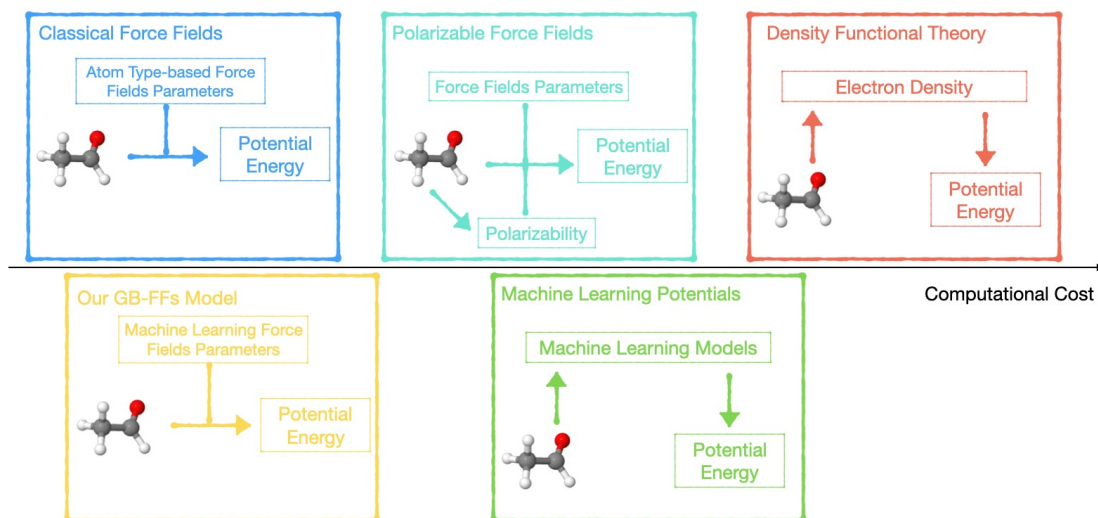 Classical Force Fields
Atom Type-based Force
Fields Parameters
Potential
Energy
Polarizable Force Fields
Force Fields Parameters
Potential
Energy
Polarizability
Density Functional Theory
Electron Density
Potential
Energy
Computational Cost
Our GB-FFs Model
Machine Learning Force
Fields Parameters
Potential
Energy
Machine Learning Potentials
Machine Learning Models
Potential
Energy